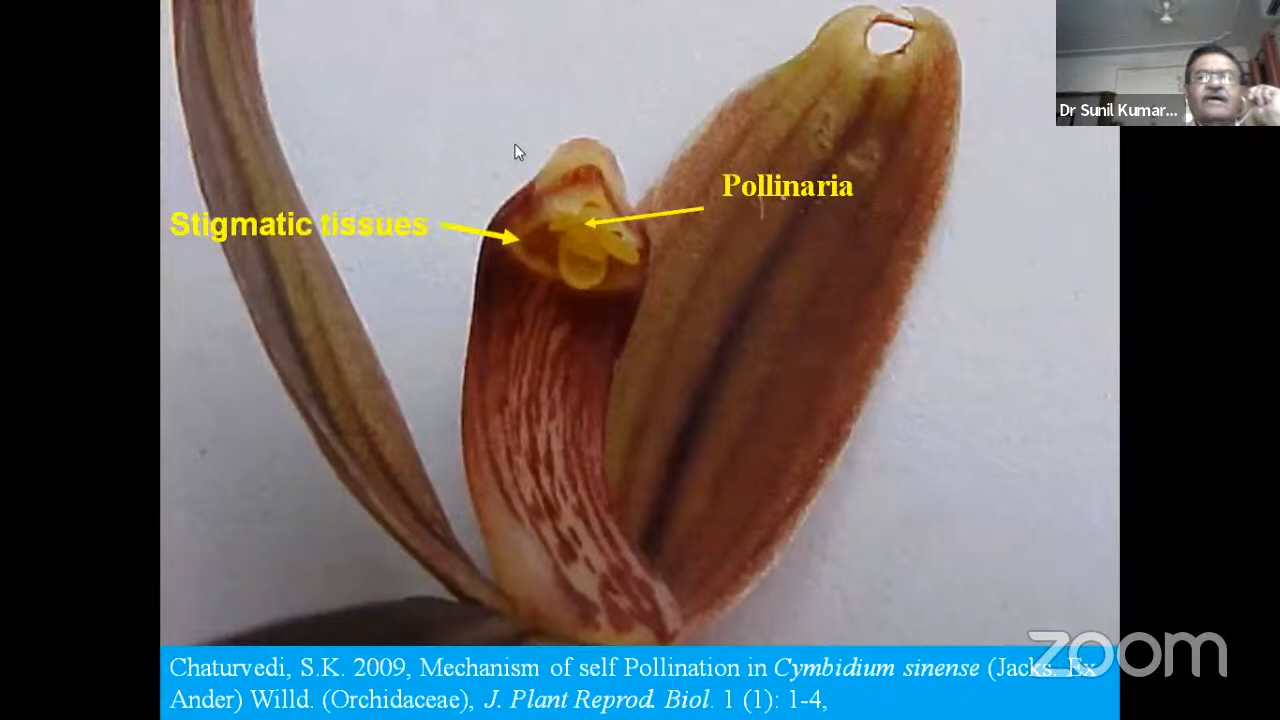 Dr Sunil Kumar...
Pollinaria
Stigmatic tissues
zoom
Chaturvedi, S.K. 2009, Mechanism of self Pollination in Cymbidium sinense (Jacks. Ex
Ander) Willd. (Orchidaceae), J. Plant Reprod. Biol. 1 (1): 1-4,